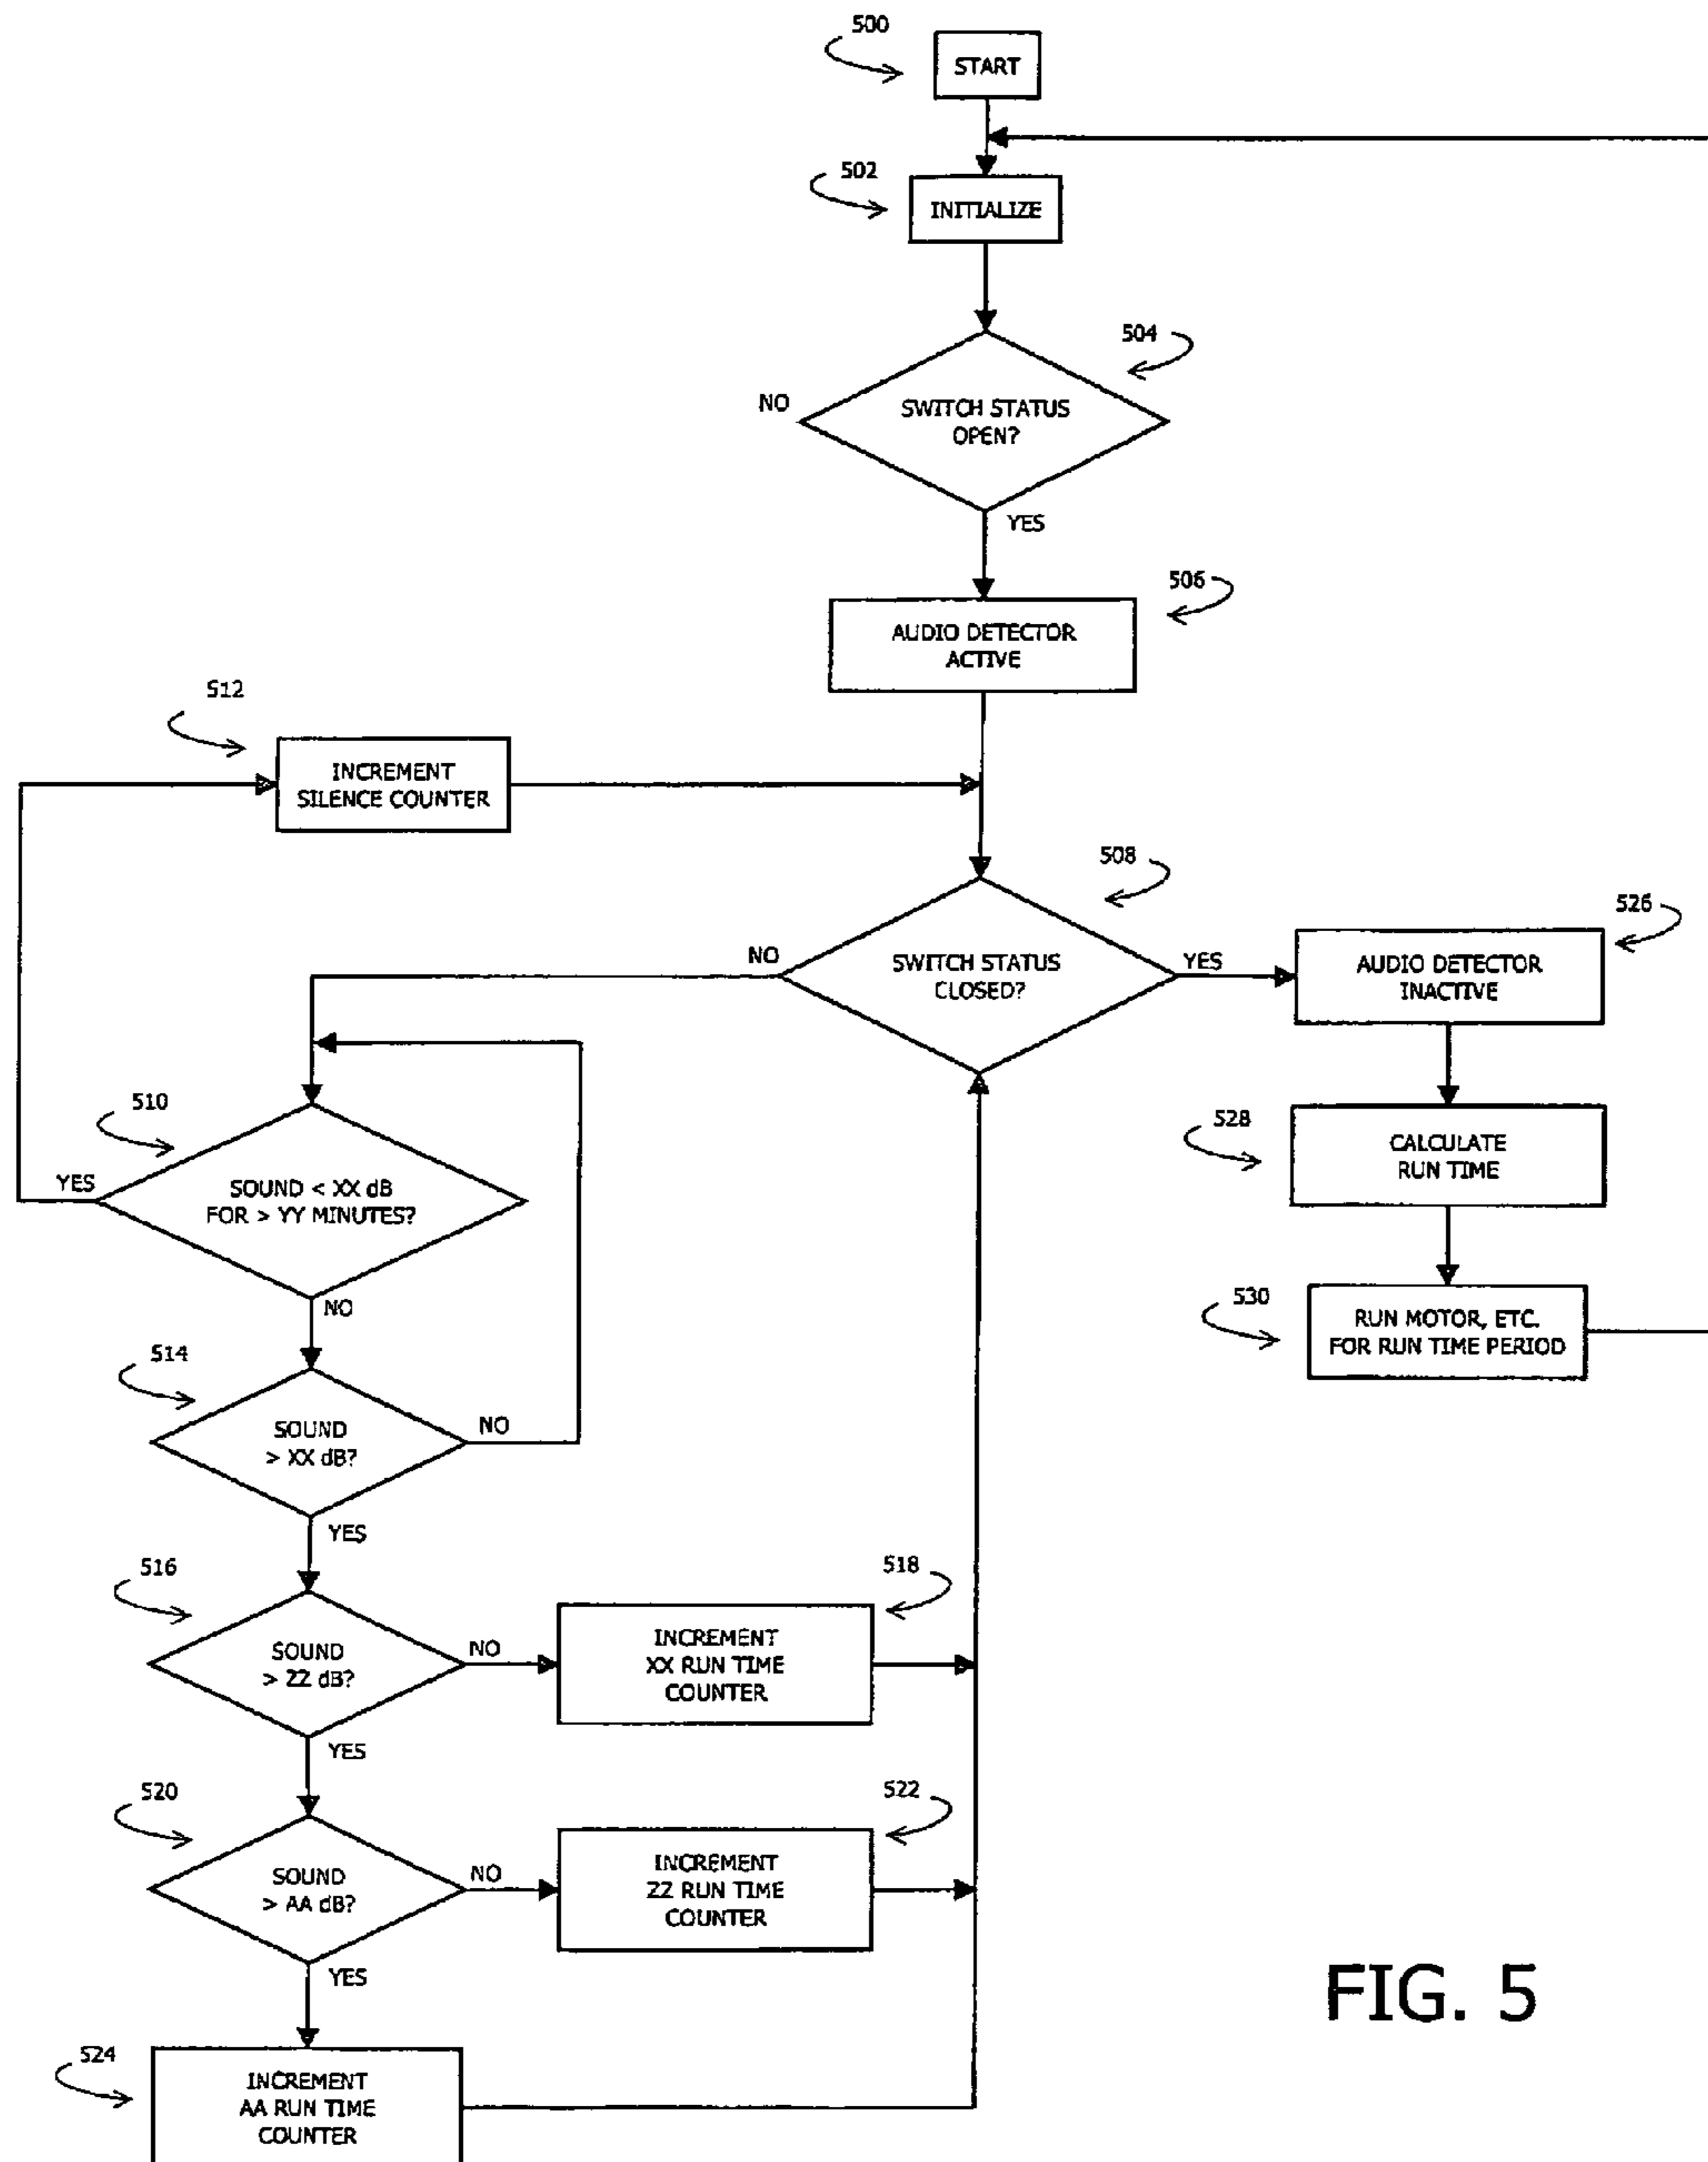 500
START
502
INITIALIZE
504
NO
SWITCH STATUS
OPEN?
YES
506
AUDIO DETECTOR
ACTIVE
512
INCREMENT
SILENCE COUNTER
508
NO
SWITCH STATUS
CLOSED?
YES
526
AUDIO DETECTOR
INACTIVE
510
YES
SOUND < XX dB
FOR > YY MINUTES?
NO
528
CALCULATE
RUN TIME
530
RUN MOTOR, ETC.
FOR RUN TIME PERIOD
514
SOUND
> XX dB?
NO
YES
516
SOUND
> ZZ dB?
NO
518
INCREMENT
XX RUN TIME
COUNTER
YES
520
SOUND
> AA dB?
NO
522
INCREMENT
ZZ RUN TIME
COUNTER
YES
524
INCREMENT
AA RUN TIME
COUNTER
FIG. 5